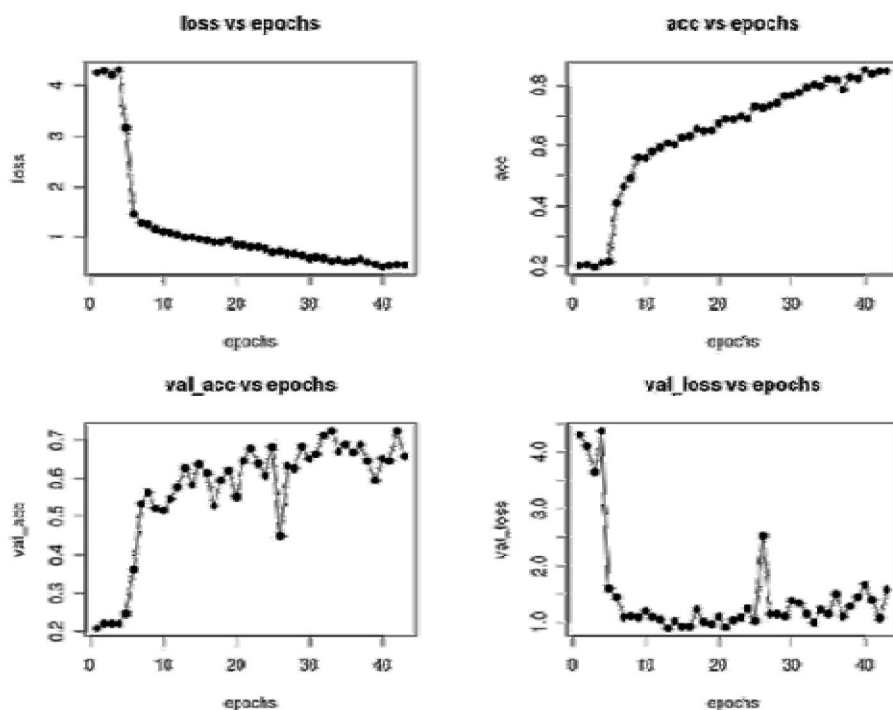 loss vs epochs
acc vs epochs
4
3
2
1
loss
0 10 20 30 40
epochs
0.8
0.6
0.4
0.2
acc
0 10 20 30 40
epochs
val_acc vs epochs
val_loss vs epochs
0.7
0.6
0.5
0.4
0.3
0.2
val_acc
0 10 20 30 40
epochs
4.0
3.0
2.0
1.0
val_loss
0 10 20 30 40
epochs